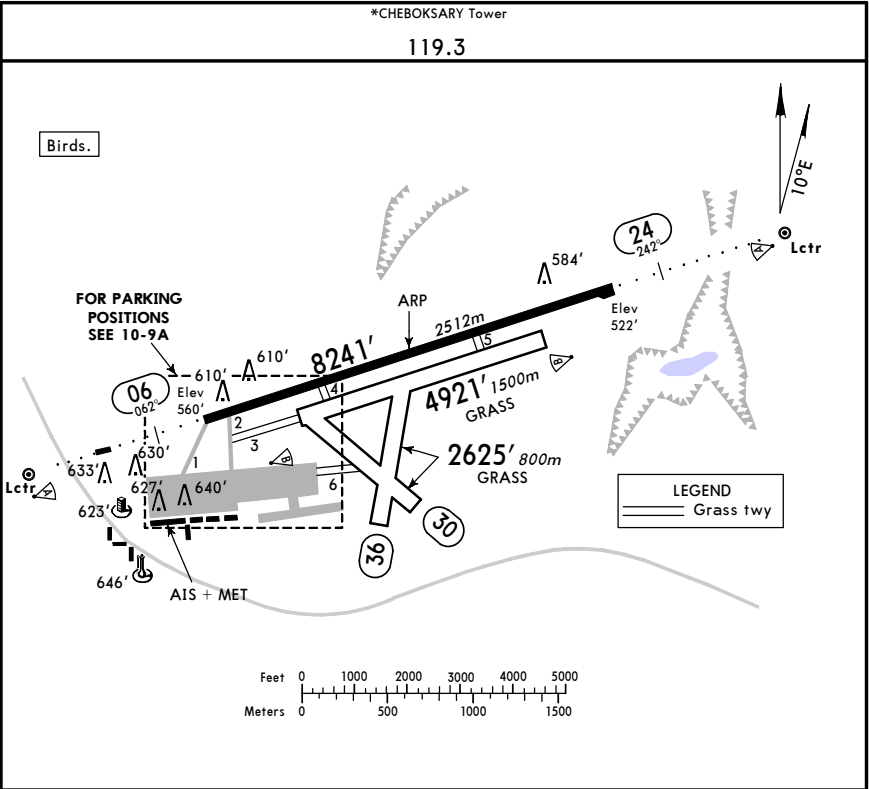 *CHEBOKSARY Tower
119.3
Birds.
10°E
Lctr
A
24
242°
584'
ARP
Elev
522'
FOR PARKING
POSITIONS
SEE 10-9A
8241' 2512m
610'
610'
06
062°
Elev
560'
4
5
B
4921' 1500m
GRASS
2
3
B
1
2625' 800m
GRASS
633'
630'
Lctr
A
627'
640'
6
623'
LEGEND
Grass twy
30
36
646'
AIS + MET
Feet 0 1000 2000 3000 4000 5000
Meters 0 500 1000 1500